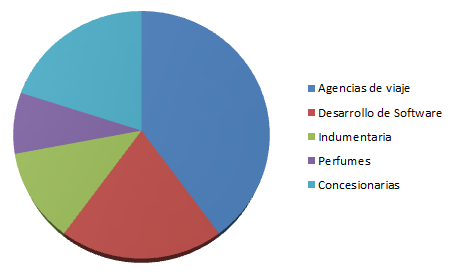 Agencias de viaje
Desarrollo de Software
Indumentaria
Perfumes
Concesionarias